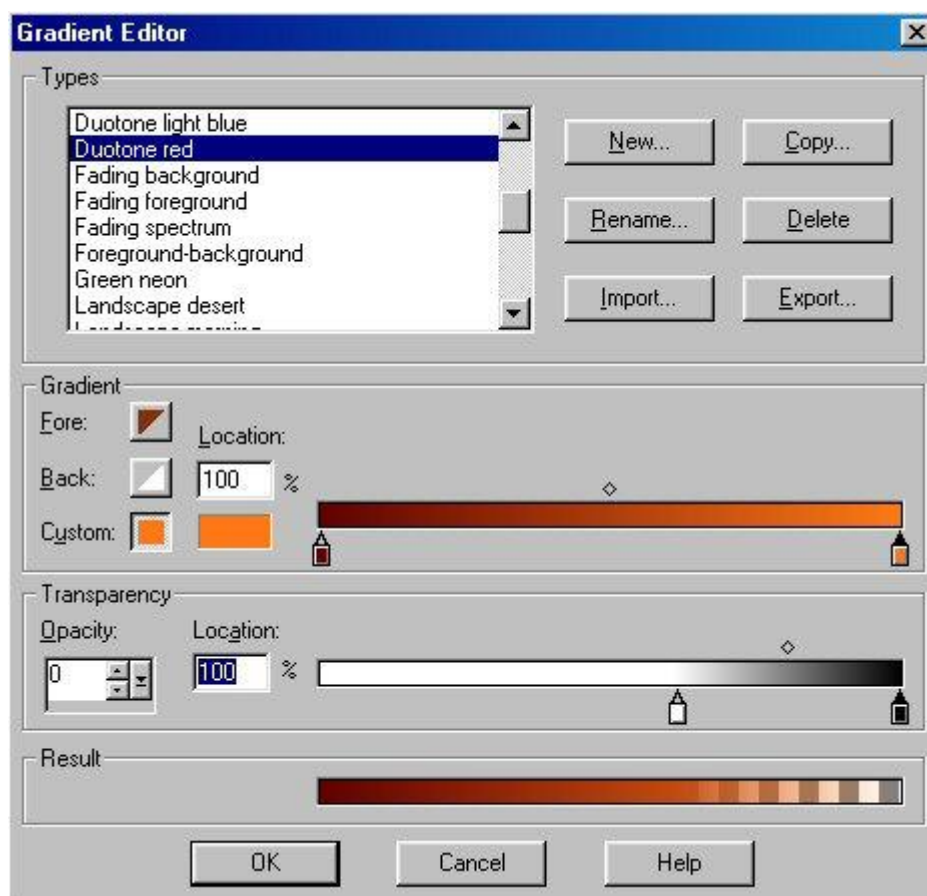 Gradient Editor
Types
Duotone light blue
Duotone red
Fading background
Fading foreground
Fading spectrum
Foreground-background
Green neon
Landscape desert
New...
Copy...
Rename...
Delete
Import...
Export...
Gradient
Fore:
Location:
Back:
100 %
Custom:
Transparency
Opacity:
Location:
0
100 %
Result
OK
Cancel
Help